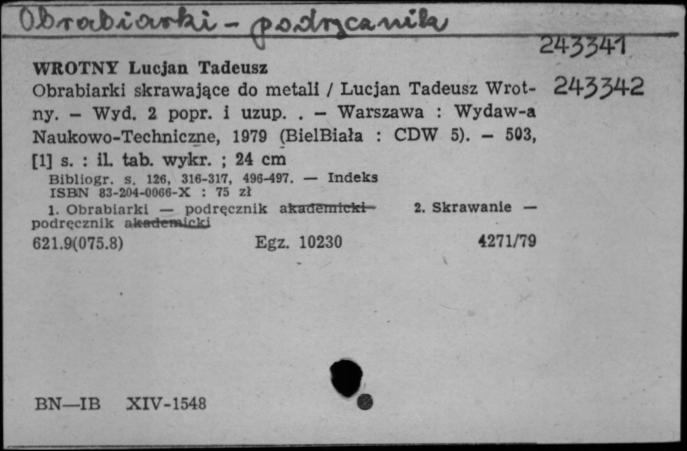 Obrabiarki - podręcznik
243341
WROTNY Lucjan Tadeusz
Obrabiarki skrawające do metali / Lucjan Tadeusz Wrot-
243342
ny. - Wyd. 2 popr. i uzup. . - Warszawa : Wydaw-a
Naukowo-Techniczne, 1979 (BielBiała : CDW 5). - 503,
[1] s. : il. tab. wykr. ; 24 cm
Bibliogr. s. 126, 316-317, 496-497. — Indeks
ISBN 83-204-0066-X : 75 zł
1. Obrabiarki — podręcznik akademicki 2. Skrawanie —
podręcznik akademicki
621.9(075.8) Egz. 10230 4271/79
BN—IB XIV-1548